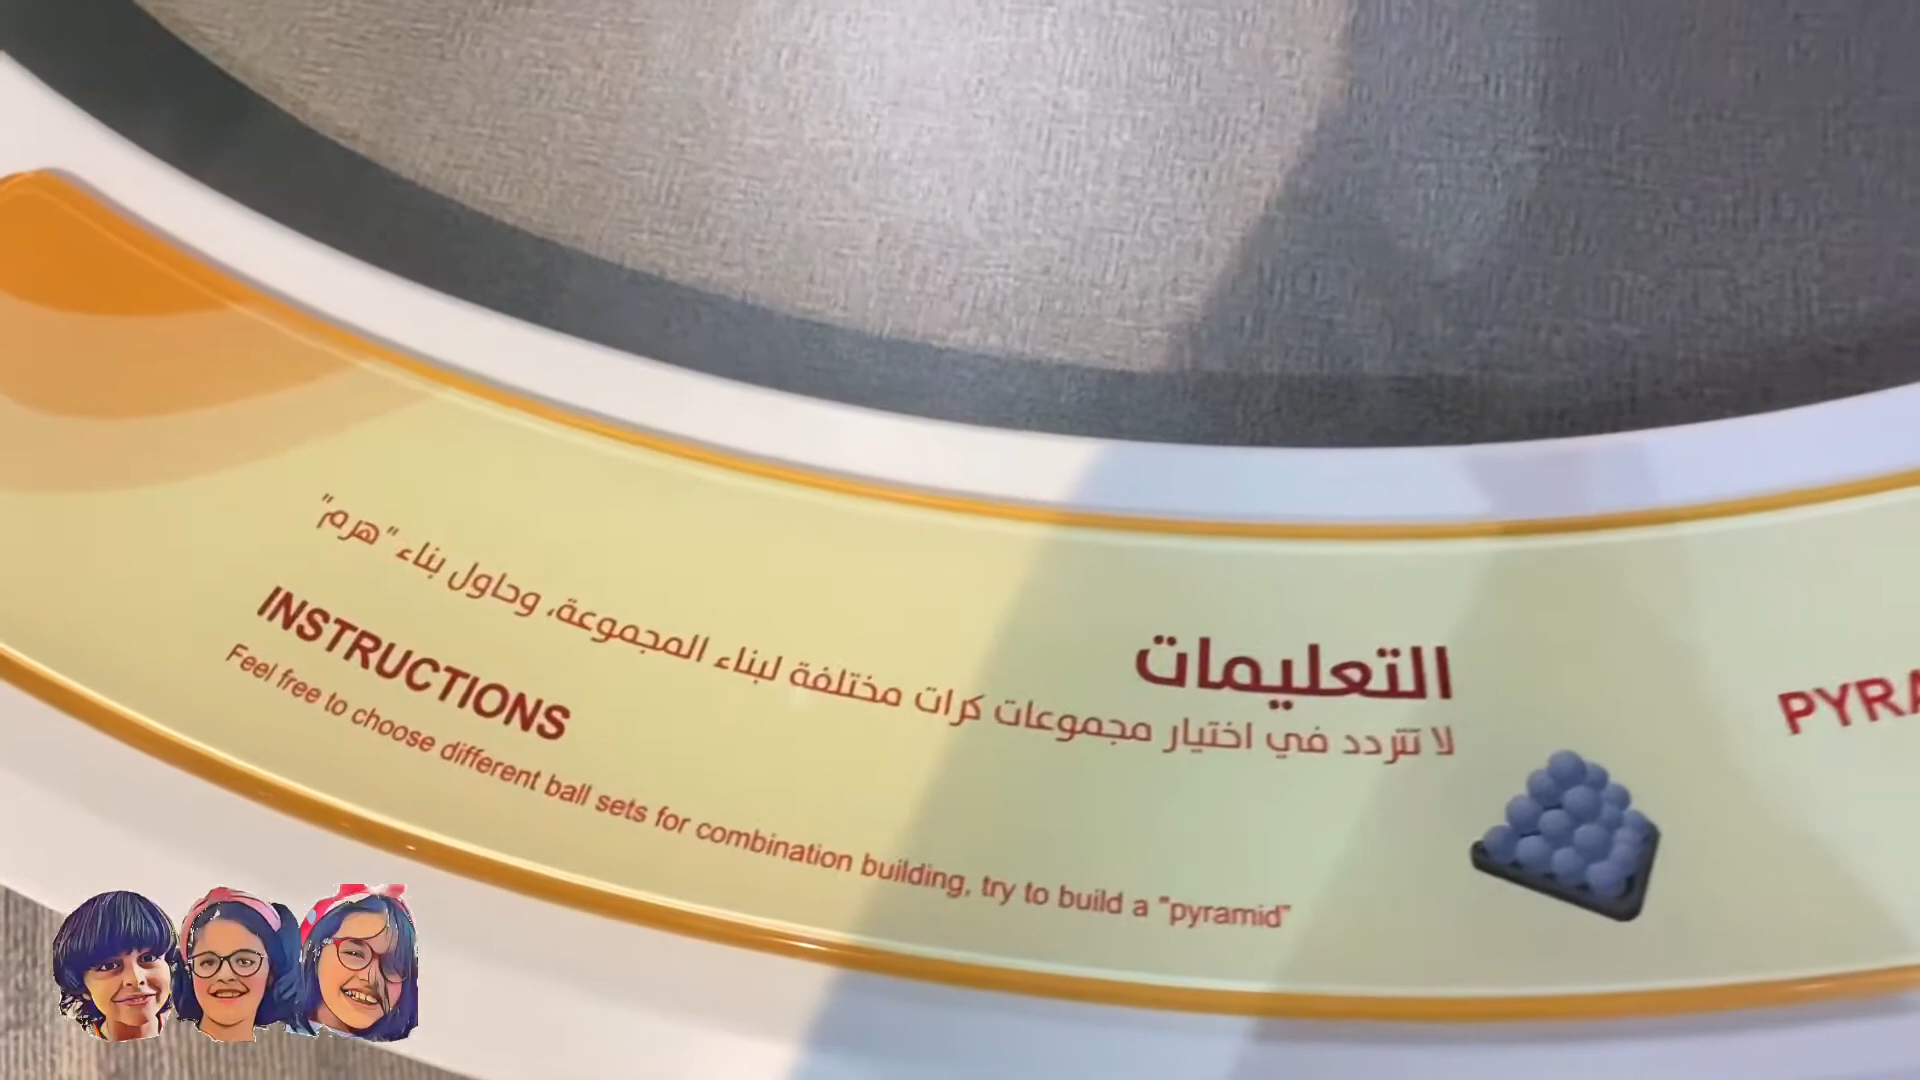 التعليمات
لا تتردد في اختيار مجموعات كرات مختلفة لبناء المجموعة، وحاول بناء "هرم"
INSTRUCTIONS
Feel free to choose different ball sets for combination building, try to build a "pyramid"